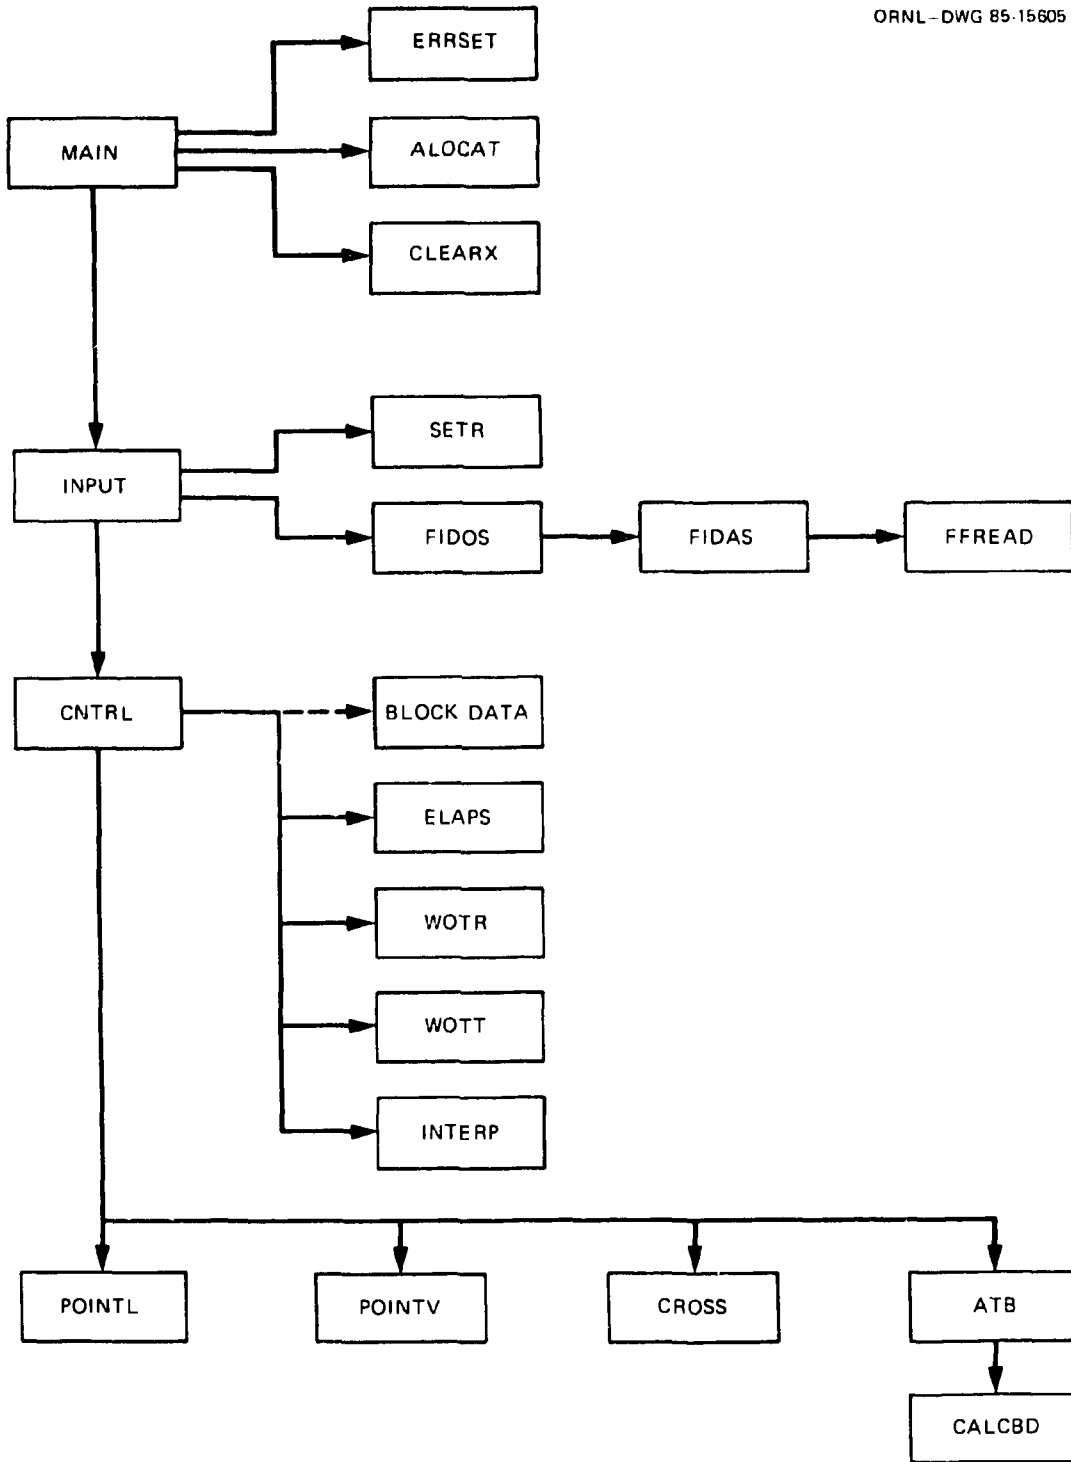 ORNL-DWG 85-15605
ERRSET
MAIN
ALOCAT
CLEARX
SETR
INPUT
FIDOS
FIDAS
FFREAD
CNTRL
BLOCK DATA
ELAPS
WOTR
WOTT
INTERP
POINTL
POINTV
CROSS
ATB
CALCBD